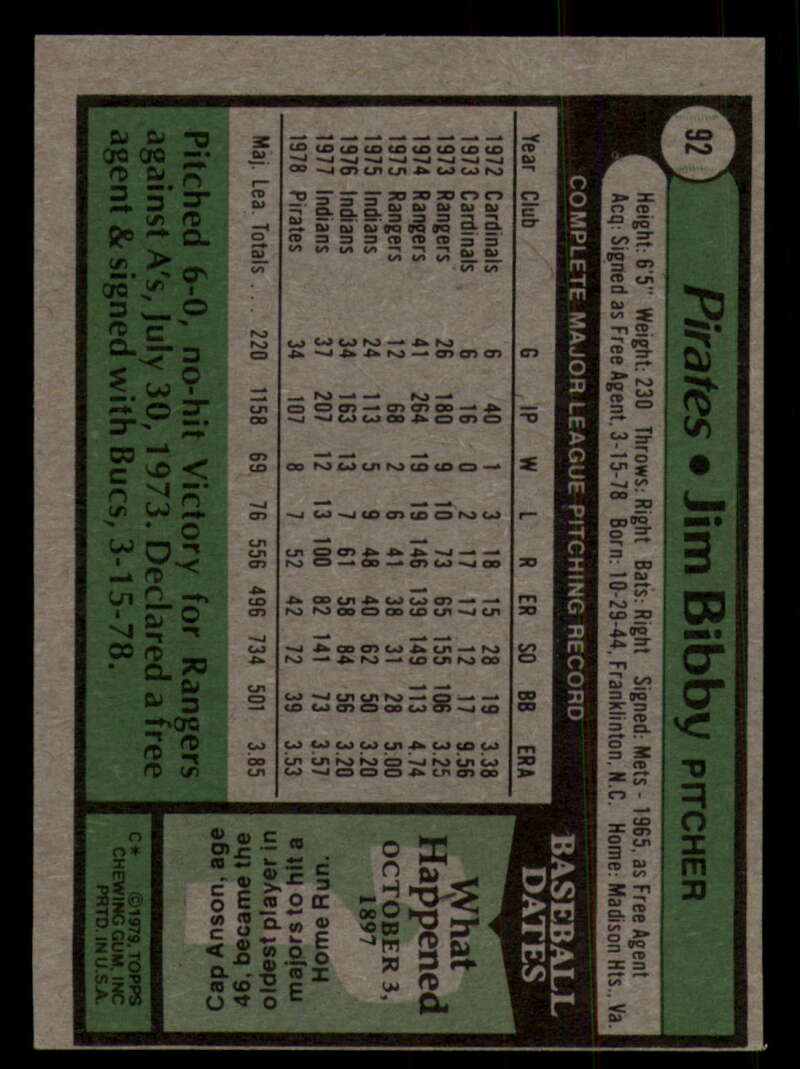 92
Pirates • Jim Bibby PITCHER
Height: 6'5" Weight: 230 Throws: Right Bats: Right Signed: Mets - 1965, as Free Agent
Acq: Signed as Free Agent, 3-15-78 Born: 10-29-44, Franklinton, N.C. Home: Madison Hts., Va.
COMPLETE MAJOR LEAGUE PITCHING RECORD
Year Club G IP W L R ER SO BB ERA
1972 Cardinals 6 40 1 3 18 15 28 19 3.38
1973 Cardinals 6 16 0 2 17 17 12 17 9.56
1973 Rangers 26 180 9 10 73 65 155 106 3.25
1974 Rangers 41 264 19 19 146 139 149 113 4.74
1975 Rangers 12 68 2 6 41 38 31 28 5.00
1975 Indians 24 113 5 9 48 40 62 50 3.20
1976 Indians 34 163 13 7 61 58 84 56 3.20
1977 Indians 37 207 12 13 100 82 141 73 3.57
1978 Pirates 34 107 8 7 52 42 72 39 3.53
Maj. Lea. Totals . . . . 220 1158 69 76 556 496 734 501 3.85
Pitched 6-0, no-hit Victory for Rangers
against A's, July 30, 1973. Declared a free
agent & signed with Bucs, 3-15-78.
BASEBALL
DATES
What
Happened
OCTOBER 3,
1897
Cap Anson, age
46, became the
oldest player in
majors to hit a
Home Run.
C* ©1979, TOPPS
CHEWING GUM, INC
PRTD. IN U.S.A.